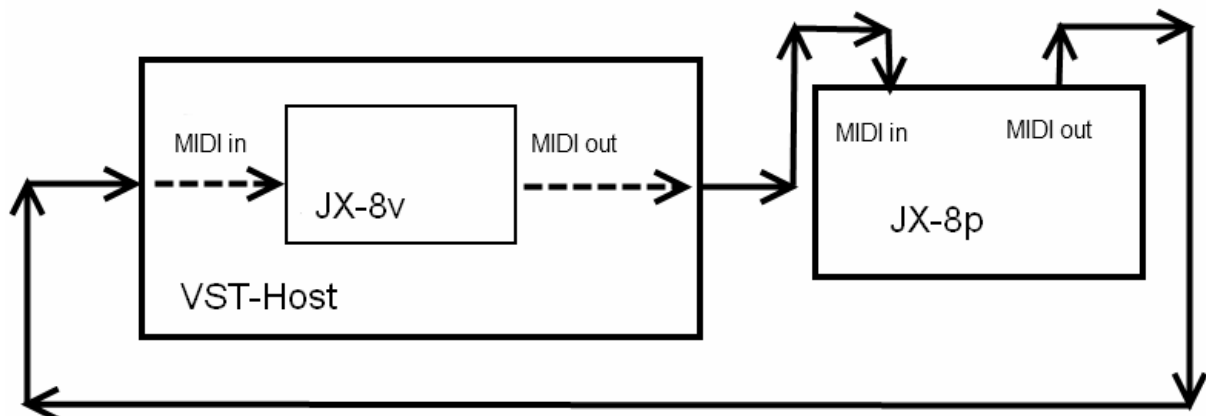 MIDI in
MIDI out
JX-8v
VST-Host
MIDI in
MIDI out
JX-8p